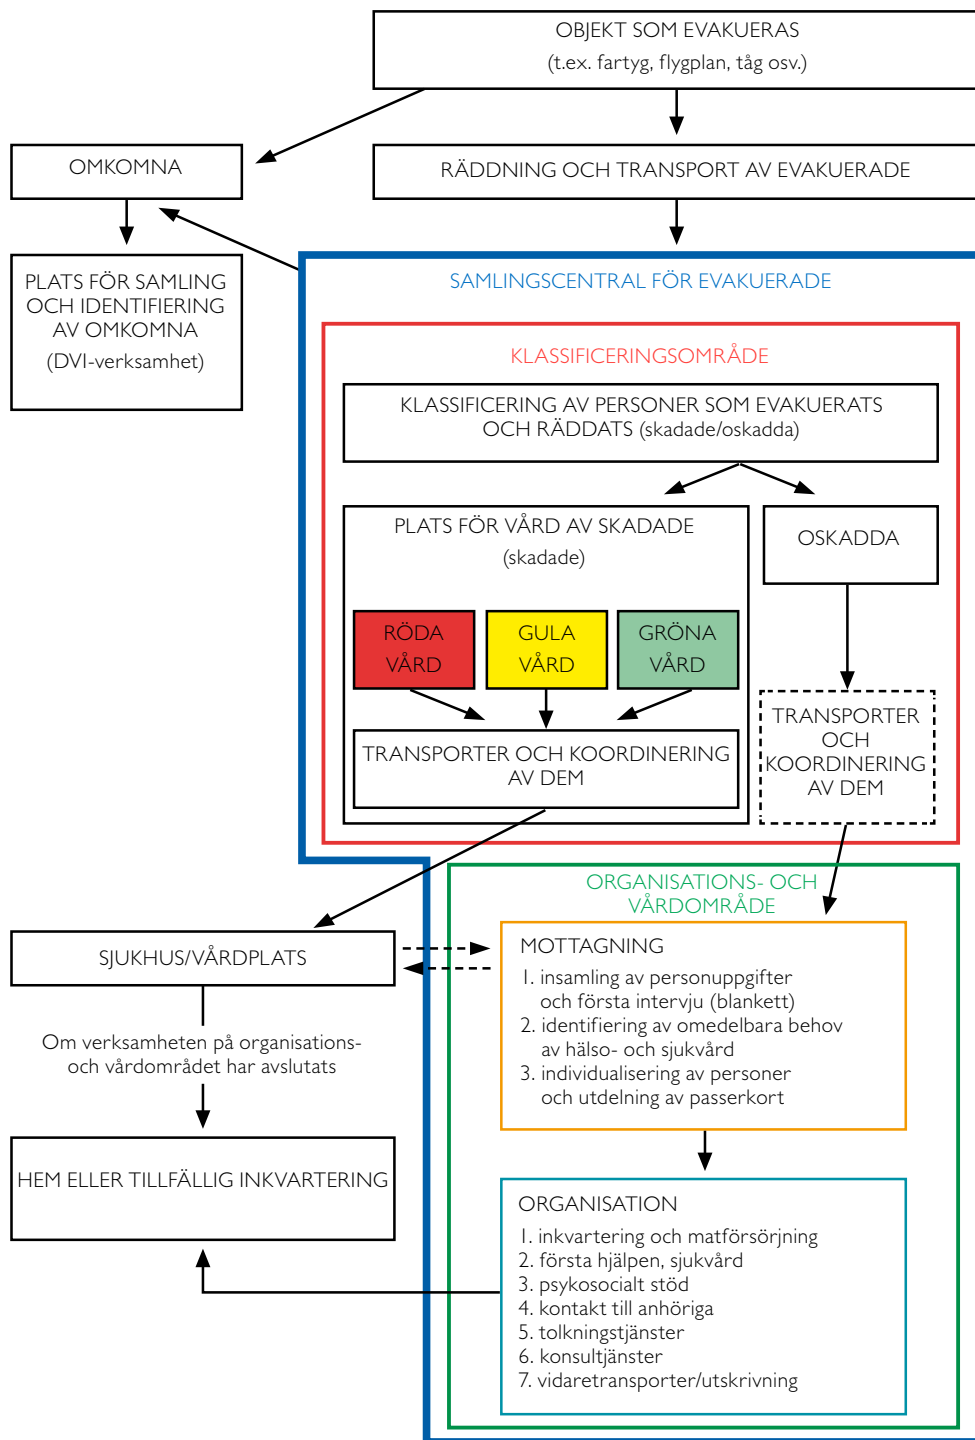 OBJEKT SOM EVAKUERAS
(t.ex. fartyg, flygplan, tåg osv.)
OMKOMNA
RÄDDNING OCH TRANSPORT AV EVAKUERADE
PLATS FÖR SAMLING
OCH IDENTIFIERING
AV OMKOMNA
(DVI-verksamhet)
SAMLINGSCENTRAL FÖR EVAKUERADE
KLASSIFICERINGSOMRÅDE
KLASSIFICERING AV PERSONER SOM EVAKUERATS
OCH RÄDDATS (skadade/oskadda)
PLATS FÖR VÅRD AV SKADADE
(skadade)
OSKADDA
RÖDA
VÅRD
GULA
VÅRD
GRÖNA
VÅRD
TRANSPORTER OCH KOORDINERING
AV DEM
TRANSPORTER
OCH
KOORDINERING
AV DEM
ORGANISATIONS- OCH
VÅRDOMRÅDE
SJUKHUS/VÅRDPLATS
MOTTAGNING
1. insamling av personuppgifter
och första intervju (blankett)
2. identifiering av omedelbara behov
av hälso- och sjukvård
3. individualisering av personer
och utdelning av passerkort
Om verksamheten på organisations-
och vårdområdet har avslutats
HEM ELLER TILLFÄLLIG INKVARTERING
ORGANISATION
1. inkvartering och matförsörjning
2. första hjälpen, sjukvård
3. psykosocialt stöd
4. kontakt till anhöriga
5. tolkningstjänster
6. konsultjänster
7. vidaretransporter/utskrivning